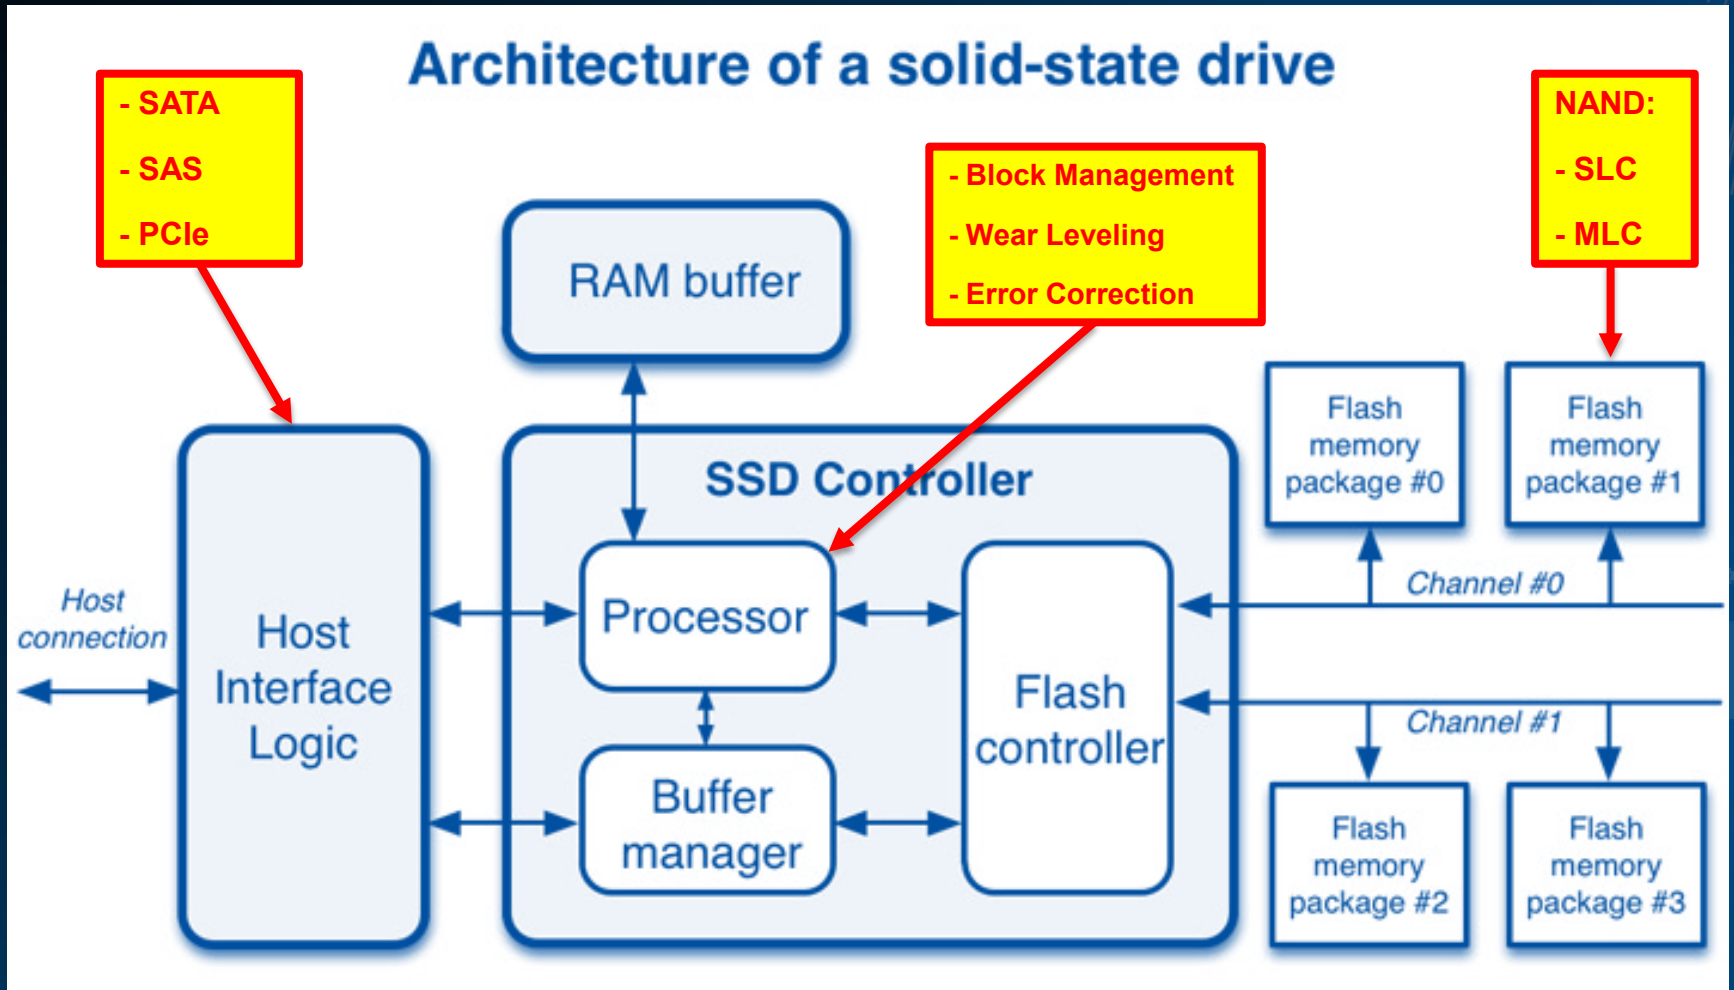 Architecture of a solid-state drive
- SATA
- SAS
- PCIe
- Block Management
- Wear Leveling
- Error Correction
NAND:
- SLC
- MLC
RAM buffer
SSD Controller
Flash
memory
package #0
Flash
memory
package #1
Host
connection
Host
Interface
Logic
Processor
Buffer
manager
Flash
controller
Channel #0
Channel #1
Flash
memory
package #2
Flash
memory
package #3